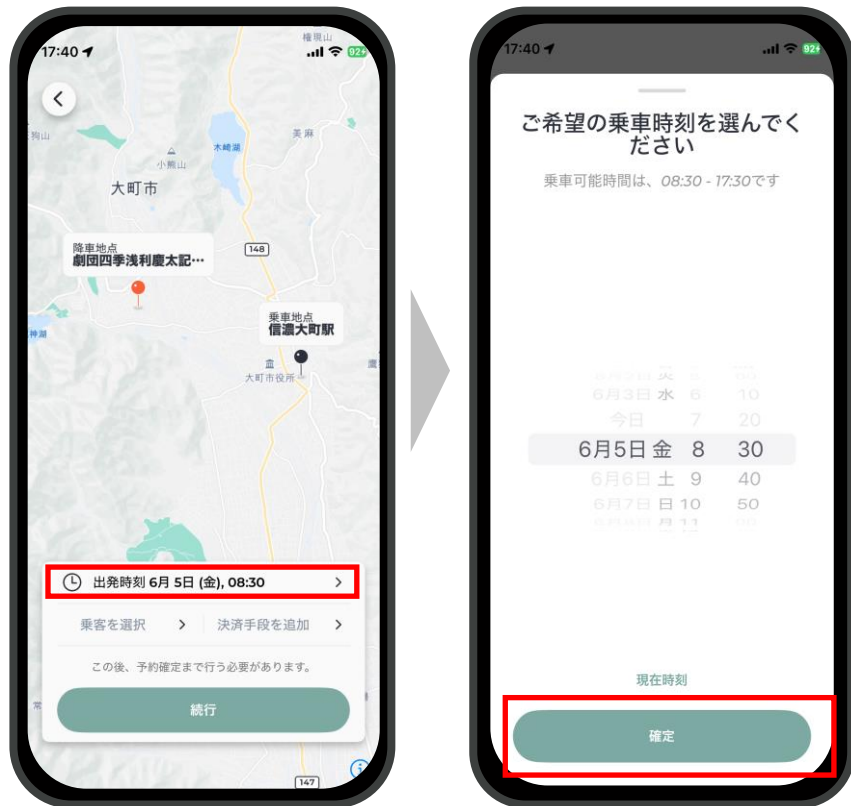 17:40
92+
権現山
狗山
小熊山
木崎湖
美麻
大町市
148
降車地点
劇団四季浅利慶太記…
乗車地点
信濃大町駅
神湖
大町市役所
鷹
出発時刻 6月 5日 (金), 08:30
乗客を選択
決済手段を追加
この後、予約確定まで行う必要があります。
常
続行
147
17:40
92+
ご希望の乗車時刻を選んでく
ださい
乗車可能時間は、08:30 - 17:30です
6月3日 水 6 10
今日 7 20
6月5日 金 8 30
6月6日 土 9 40
6月7日 日 10 50
現在時刻
確定